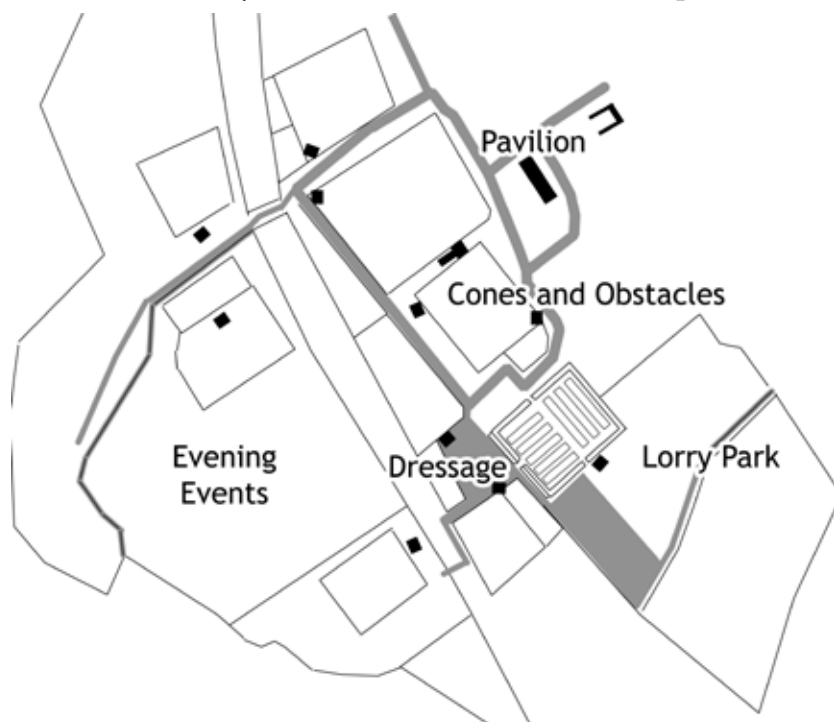 Pavilion
Cones and Obstacles
Evening
Events
Dressage
Lorry Park